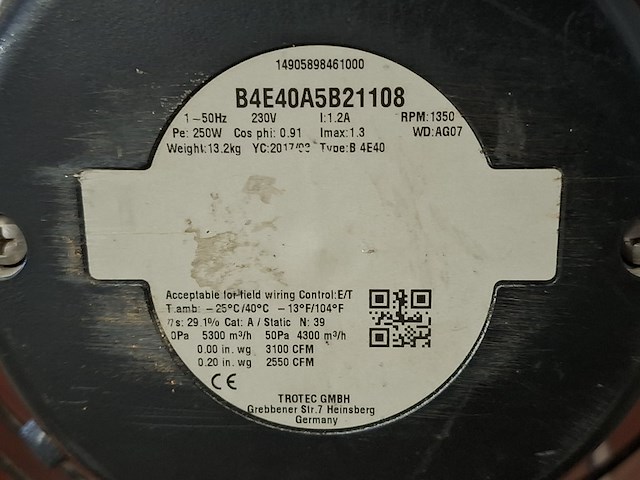 14905898461000
B4E40A5B21108
1~50Hz 230V I:1.2A RPM:1350
Pe: 250W Cos phi: 0.91 Imax:1.3 WD:AG07
Weight:13.2kg YC:2017/03 Type:B 4E40
Acceptable for field wiring Control:E/T
T.amb: -25°C/40°C -13°F/104°F
ηs: 29.1% Cat: A / Static N: 39
0Pa 5300 m³/h 50Pa 4300 m³/h
0.00 in. wg 3100 CFM
0.20 in. wg 2550 CFM
CE
TROTEC GMBH
Grebbener Str.7 Heinsberg
Germany